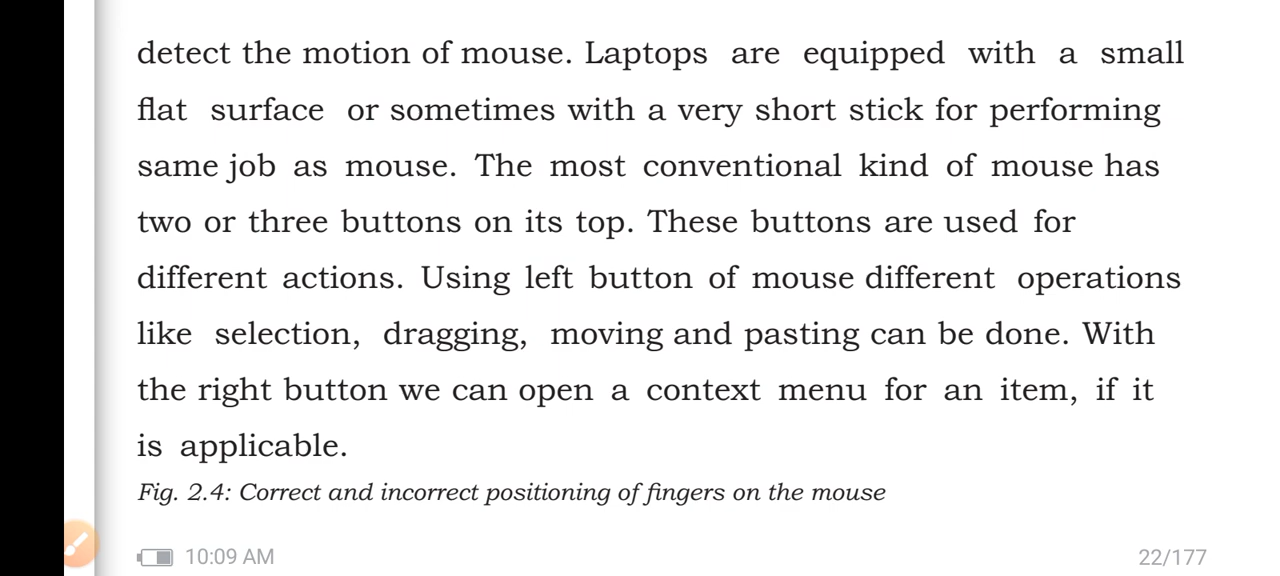 detect the motion of mouse. Laptops are equipped with a small
flat surface or sometimes with a very short stick for performing
same job as mouse. The most conventional kind of mouse has
two or three buttons on its top. These buttons are used for
different actions. Using left button of mouse different operations
like selection, dragging, moving and pasting can be done. With
the right button we can open a context menu for an item, if it
is applicable.
Fig. 2.4: Correct and incorrect positioning of fingers on the mouse
10:09 AM
22/177